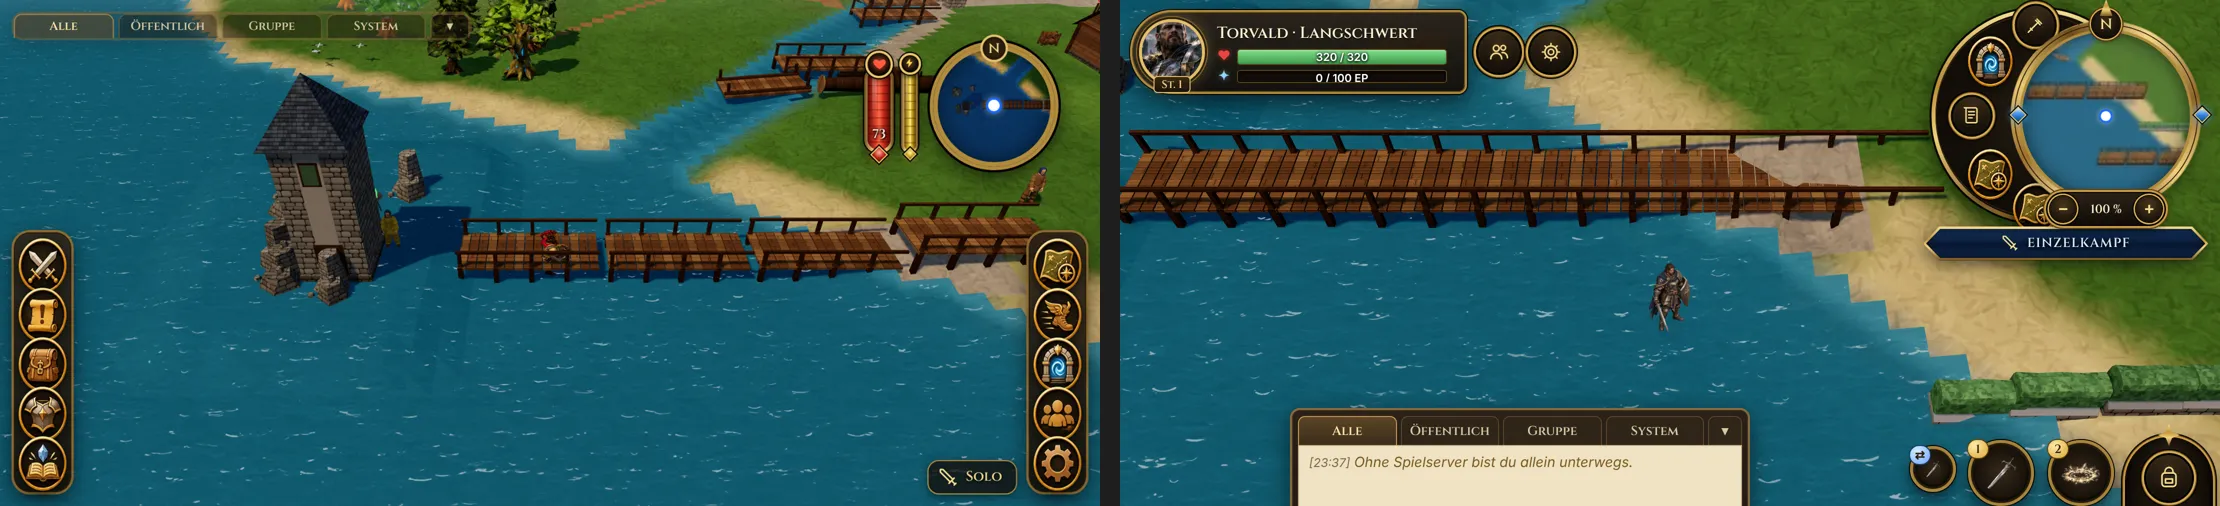 ALLE ÖFFENTLICH GRUPPE SYSTEM ▼
N
73
SOLO
TORVALD · LANGSCHWERT
320 / 320
0 / 100 EP
ST. 1
N
− 100 % +
EINZELKAMPF
ALLE ÖFFENTLICH GRUPPE SYSTEM ▼
[23:37] Ohne Spielserver bist du allein unterwegs.
1 2